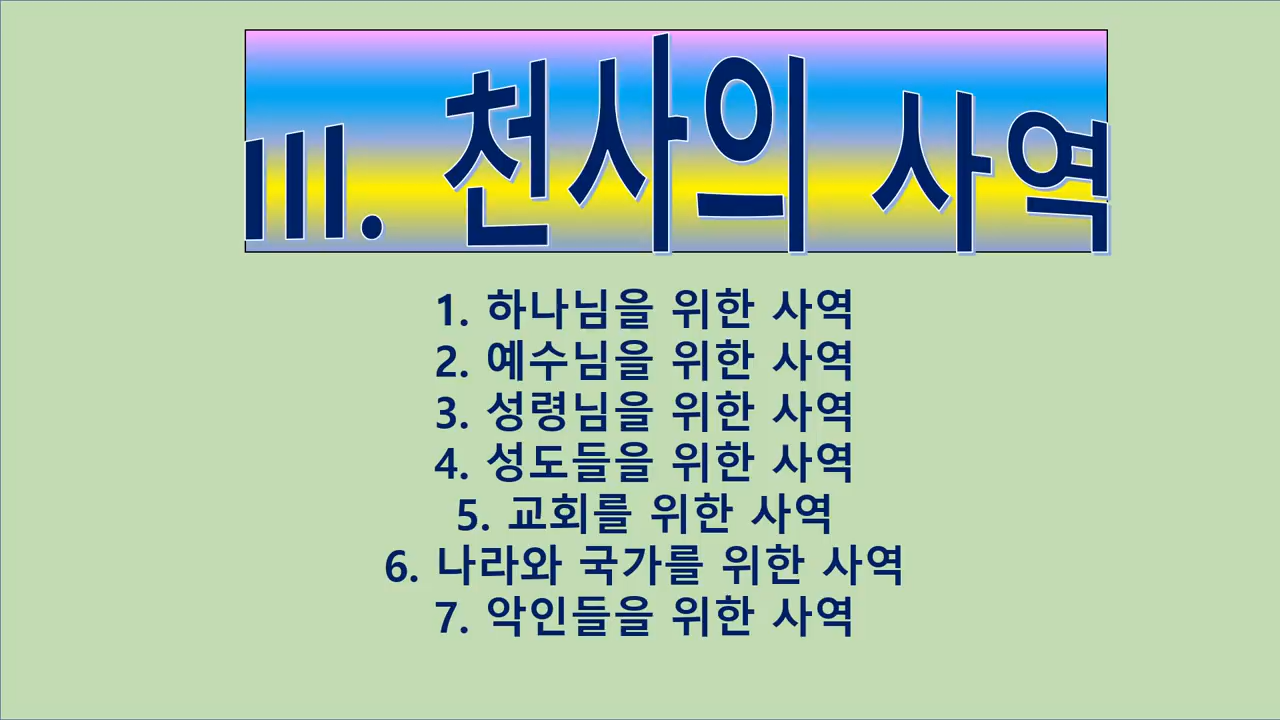 III. 천사의 사역
1. 하나님을 위한 사역
2. 예수님을 위한 사역
3. 성령님을 위한 사역
4. 성도들을 위한 사역
5. 교회를 위한 사역
6. 나라와 국가를 위한 사역
7. 악인들을 위한 사역